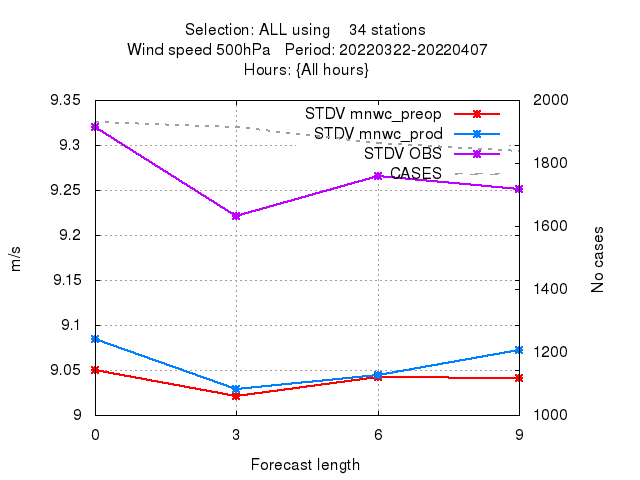 Selection: ALL using    34 stations
Wind speed 500hPa   Period: 20220322-20220407
Hours: {All hours}
9.35
9.3
9.25
9.2
9.15
9.1
9.05
9
2000
1800
1600
1400
1200
1000
STDV mnwc_preop
STDV mnwc_prod
STDV OBS
CASES
m/s
No cases
0
3
6
9
Forecast length